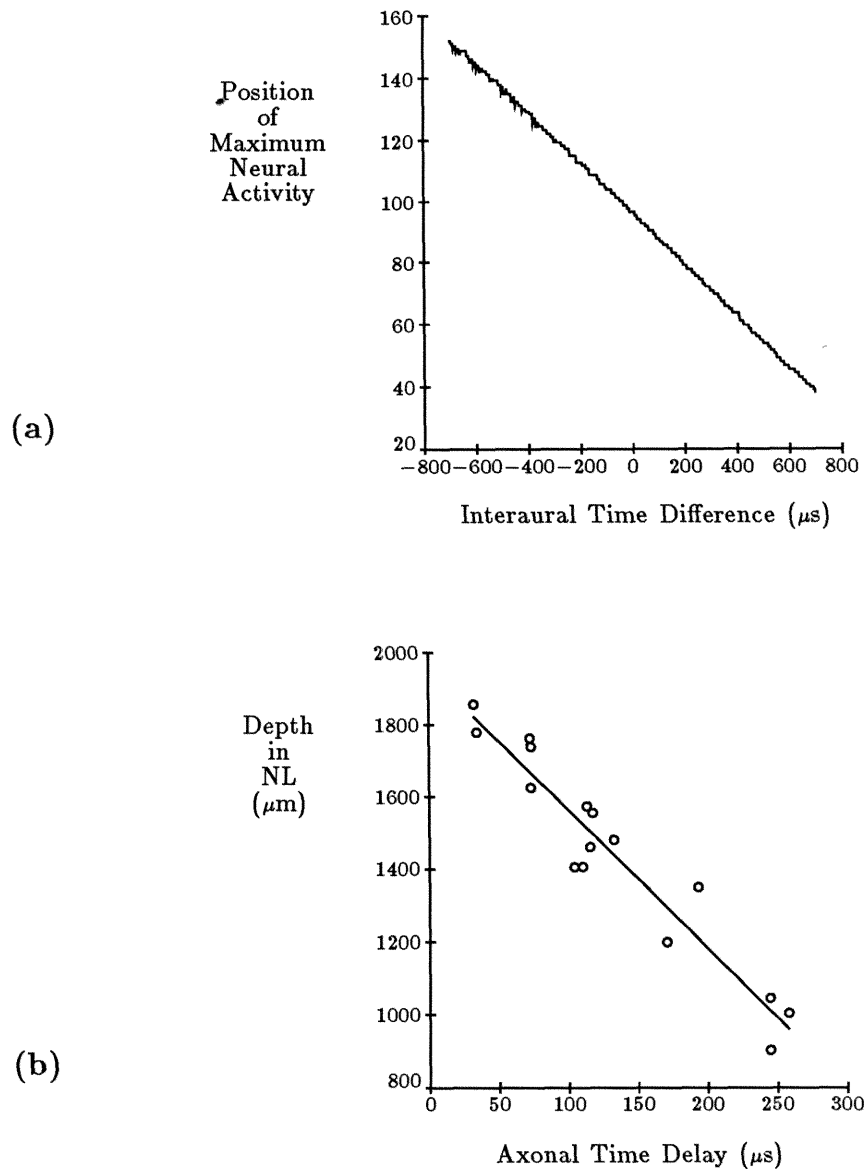 160
140
120
100
80
60
40
20
Position
of
Maximum
Neural
Activity
(a)
−800−600−400−200 0 200 400 600 800
Interaural Time Difference (μs)
2000
1800
1600
1400
1200
1000
800
Depth
in
NL
(μm)
(b)
0 50 100 150 200 250 300
Axonal Time Delay (μs)